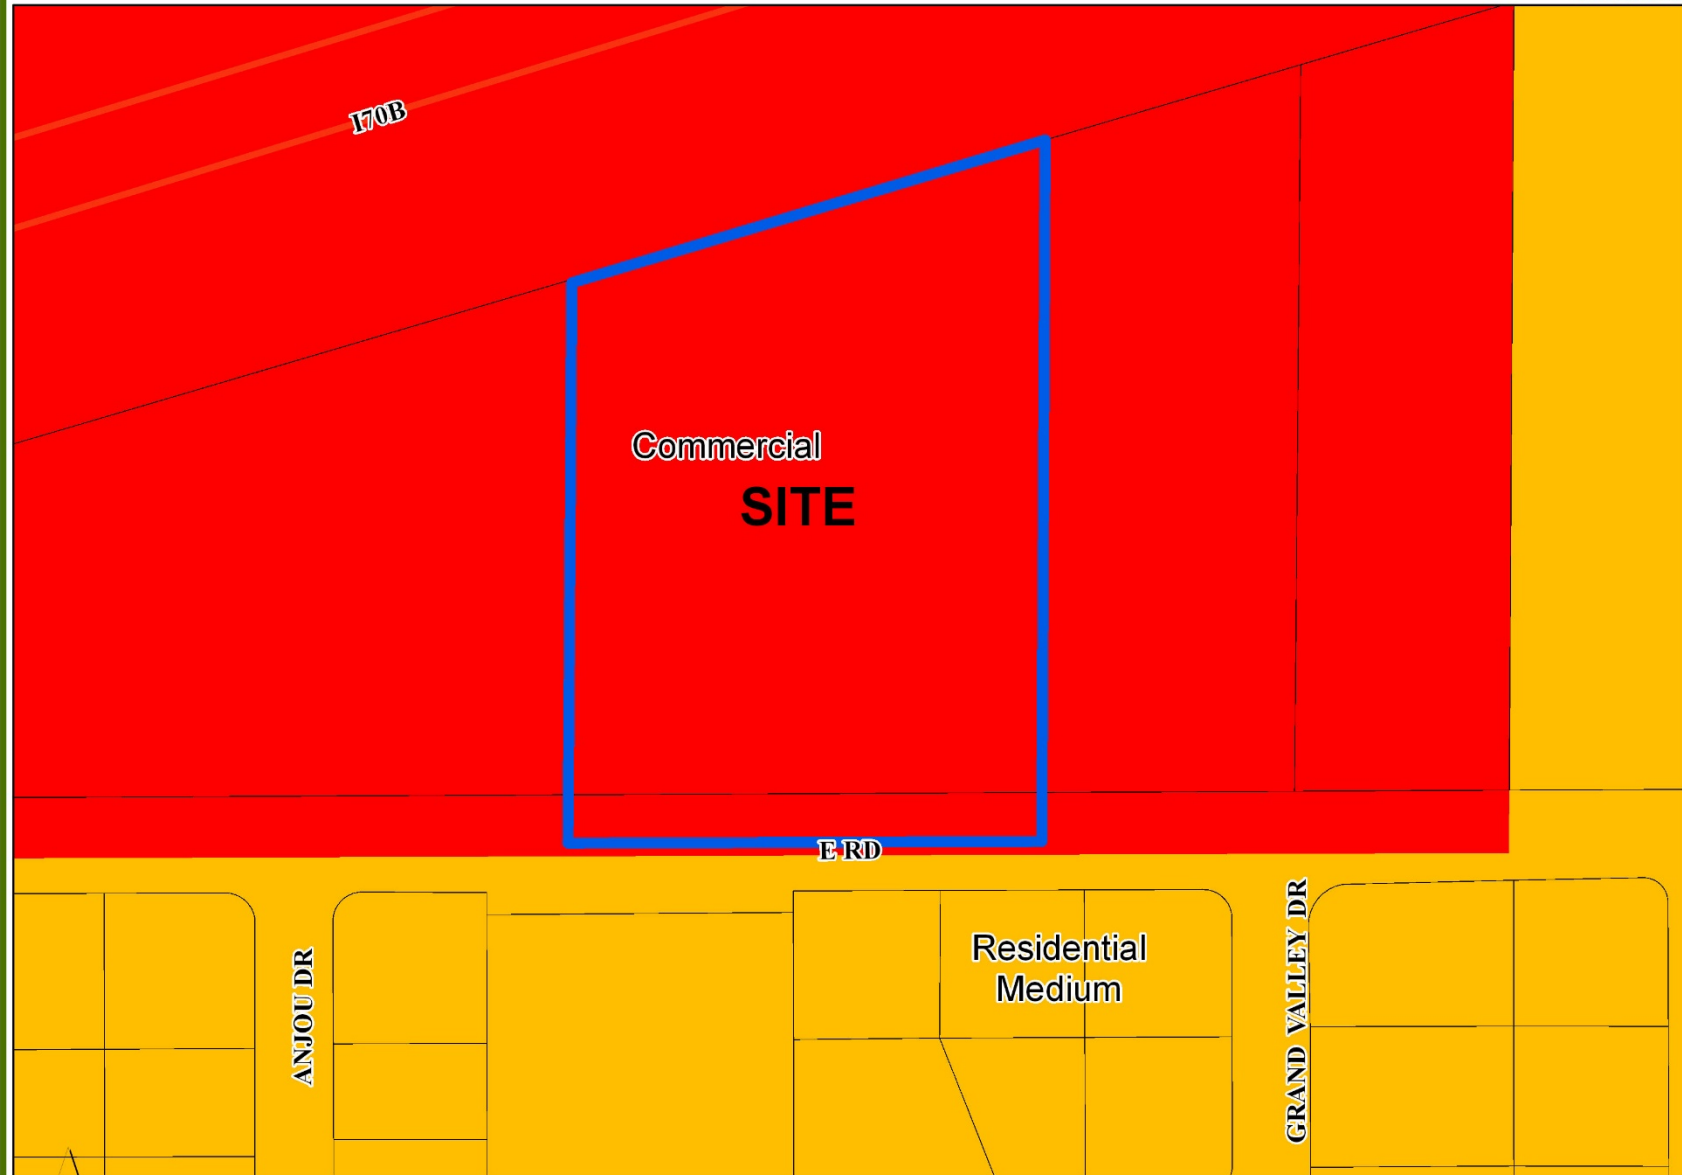 I70B
Commercial
SITE
E RD
Residential
Medium
ANJOU DR
GRAND VALLEY DR